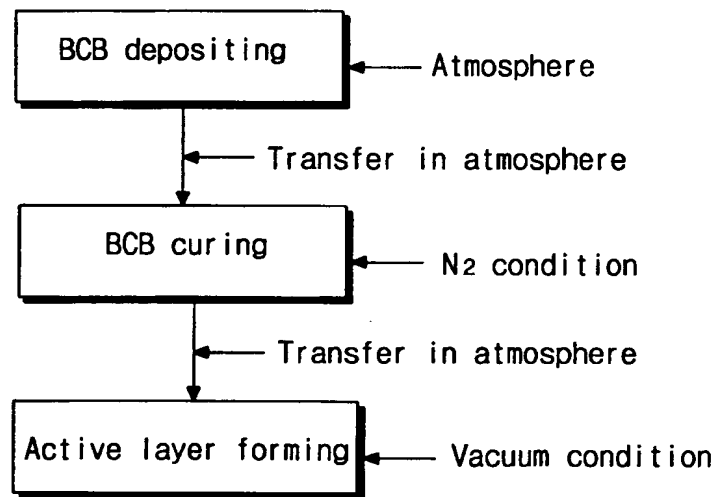 BCB depositing
Atmosphere
Transfer in atmosphere
BCB curing
N2 condition
Transfer in atmosphere
Active layer forming
Vacuum condition